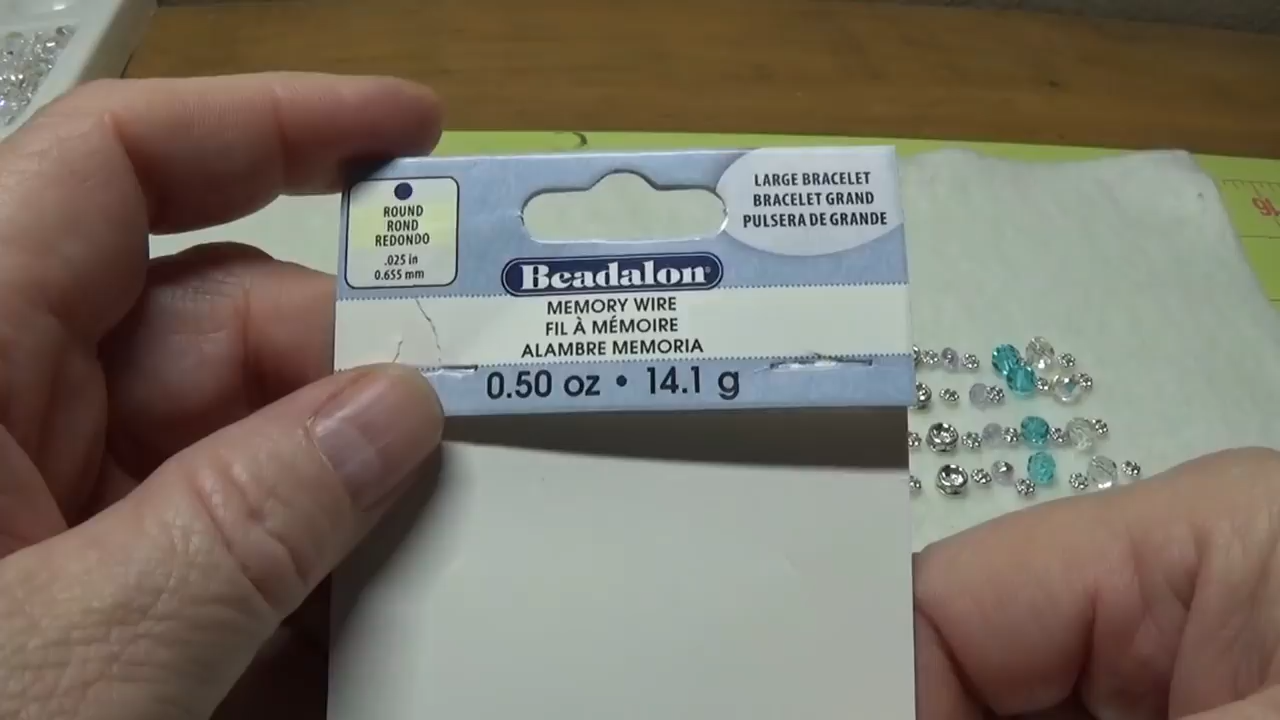 ROUND
ROND
REDONDO
.025 in
0.655 mm
LARGE BRACELET
BRACELET GRAND
PULSERA DE GRANDE
Beadalon®
MEMORY WIRE
FIL À MÉMOIRE
ALAMBRE MEMORIA
0.50 oz • 14.1 g
16